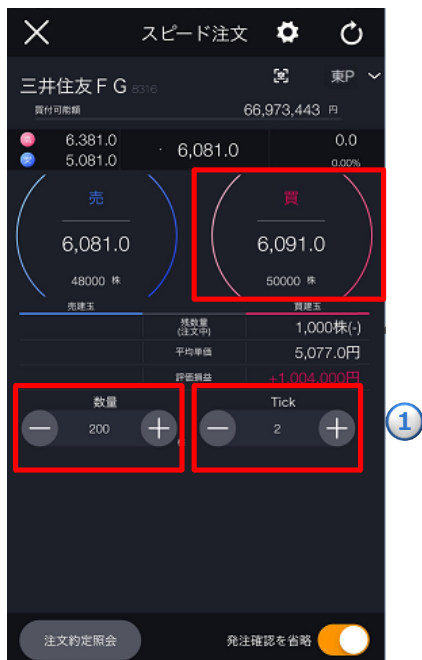 スピード注文
三井住友ＦＧ 8316 東P
買付可能額 66,973,443 円
高 6.381.0 · 6,081.0 0.0
安 5.081.0 0.00%
売 買
6,081.0 6,091.0
48000 株 50000 株
売建玉 買建玉
残数量 1,000株(-)
(注文中)
平均単価 5,077.0円
評価損益 +1,004,000円
数量 Tick
200 2
①
注文約定照会 発注確認を省略